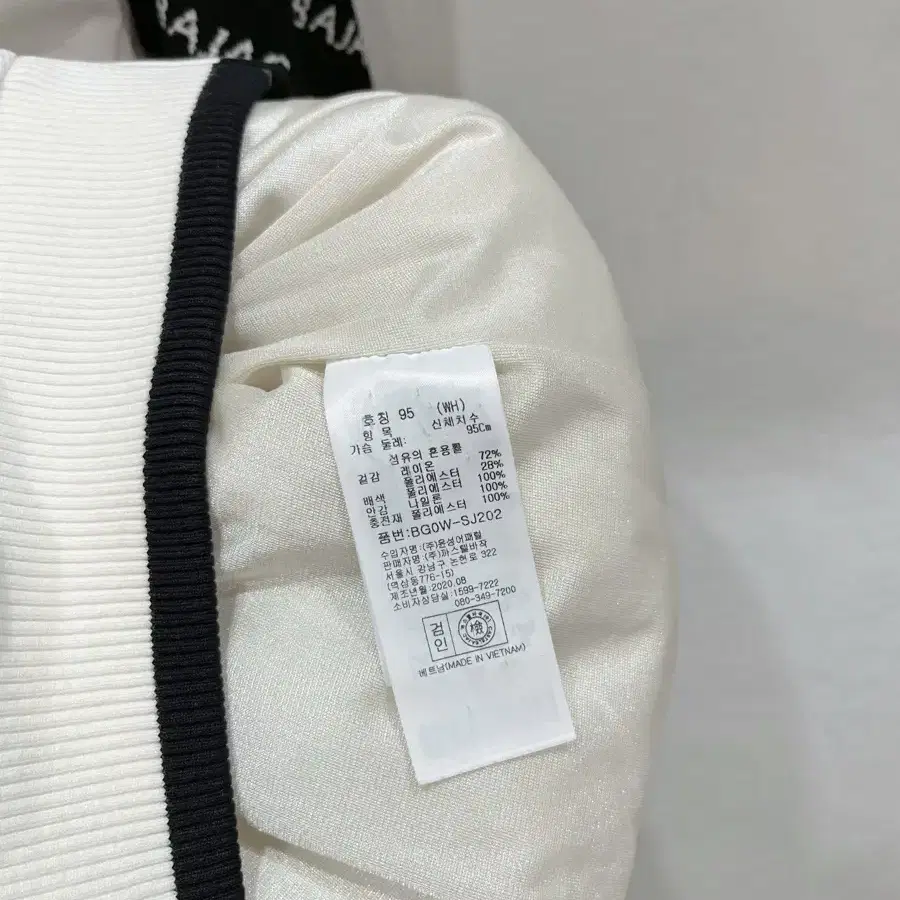 BAJAR
BAJA
호칭 95 (WH)
항 목 신체치수
가슴 둘레: 95Cm
섬유의 혼용률
겉감 레이온 72%
폴리에스터 28%
배색 폴리에스터 100%
안감 나일론 100%
충전재 폴리에스터 100%
품번:BG0W-SJ202
수입자명:(주)윤성어패럴
판매자명 (주)까스텔바작
서울시 강남구 논현로 322
(역삼동776-15)
제조년월:2020.08
소비자상담실:1599-7222
080-349-7200
검인
베트남(MADE IN VIETNAM)